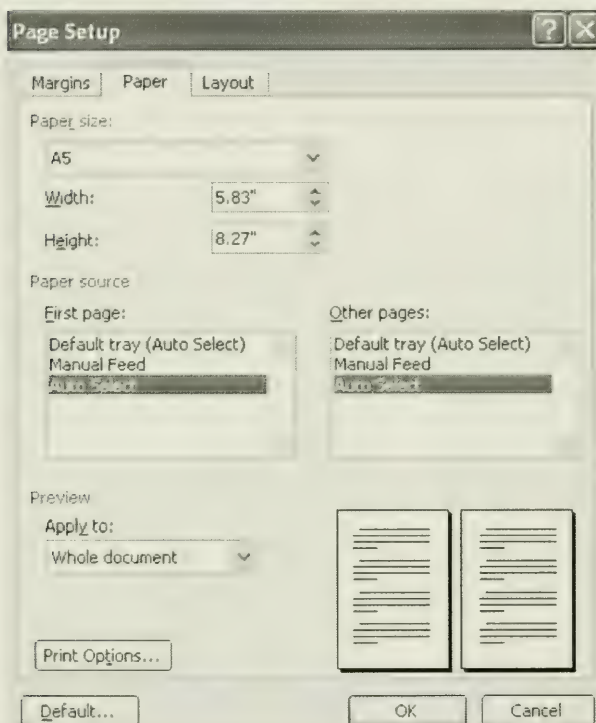 Page Setup ? X
Margins Paper Layout
Paper size:
A5
Width: 5.83"
Height: 8.27"
Paper source
First page: Other pages:
Default tray (Auto Select) Default tray (Auto Select)
Manual Feed Manual Feed
Auto Select Auto Select
Preview
Apply to:
Whole document
Print Options...
Default... OK Cancel